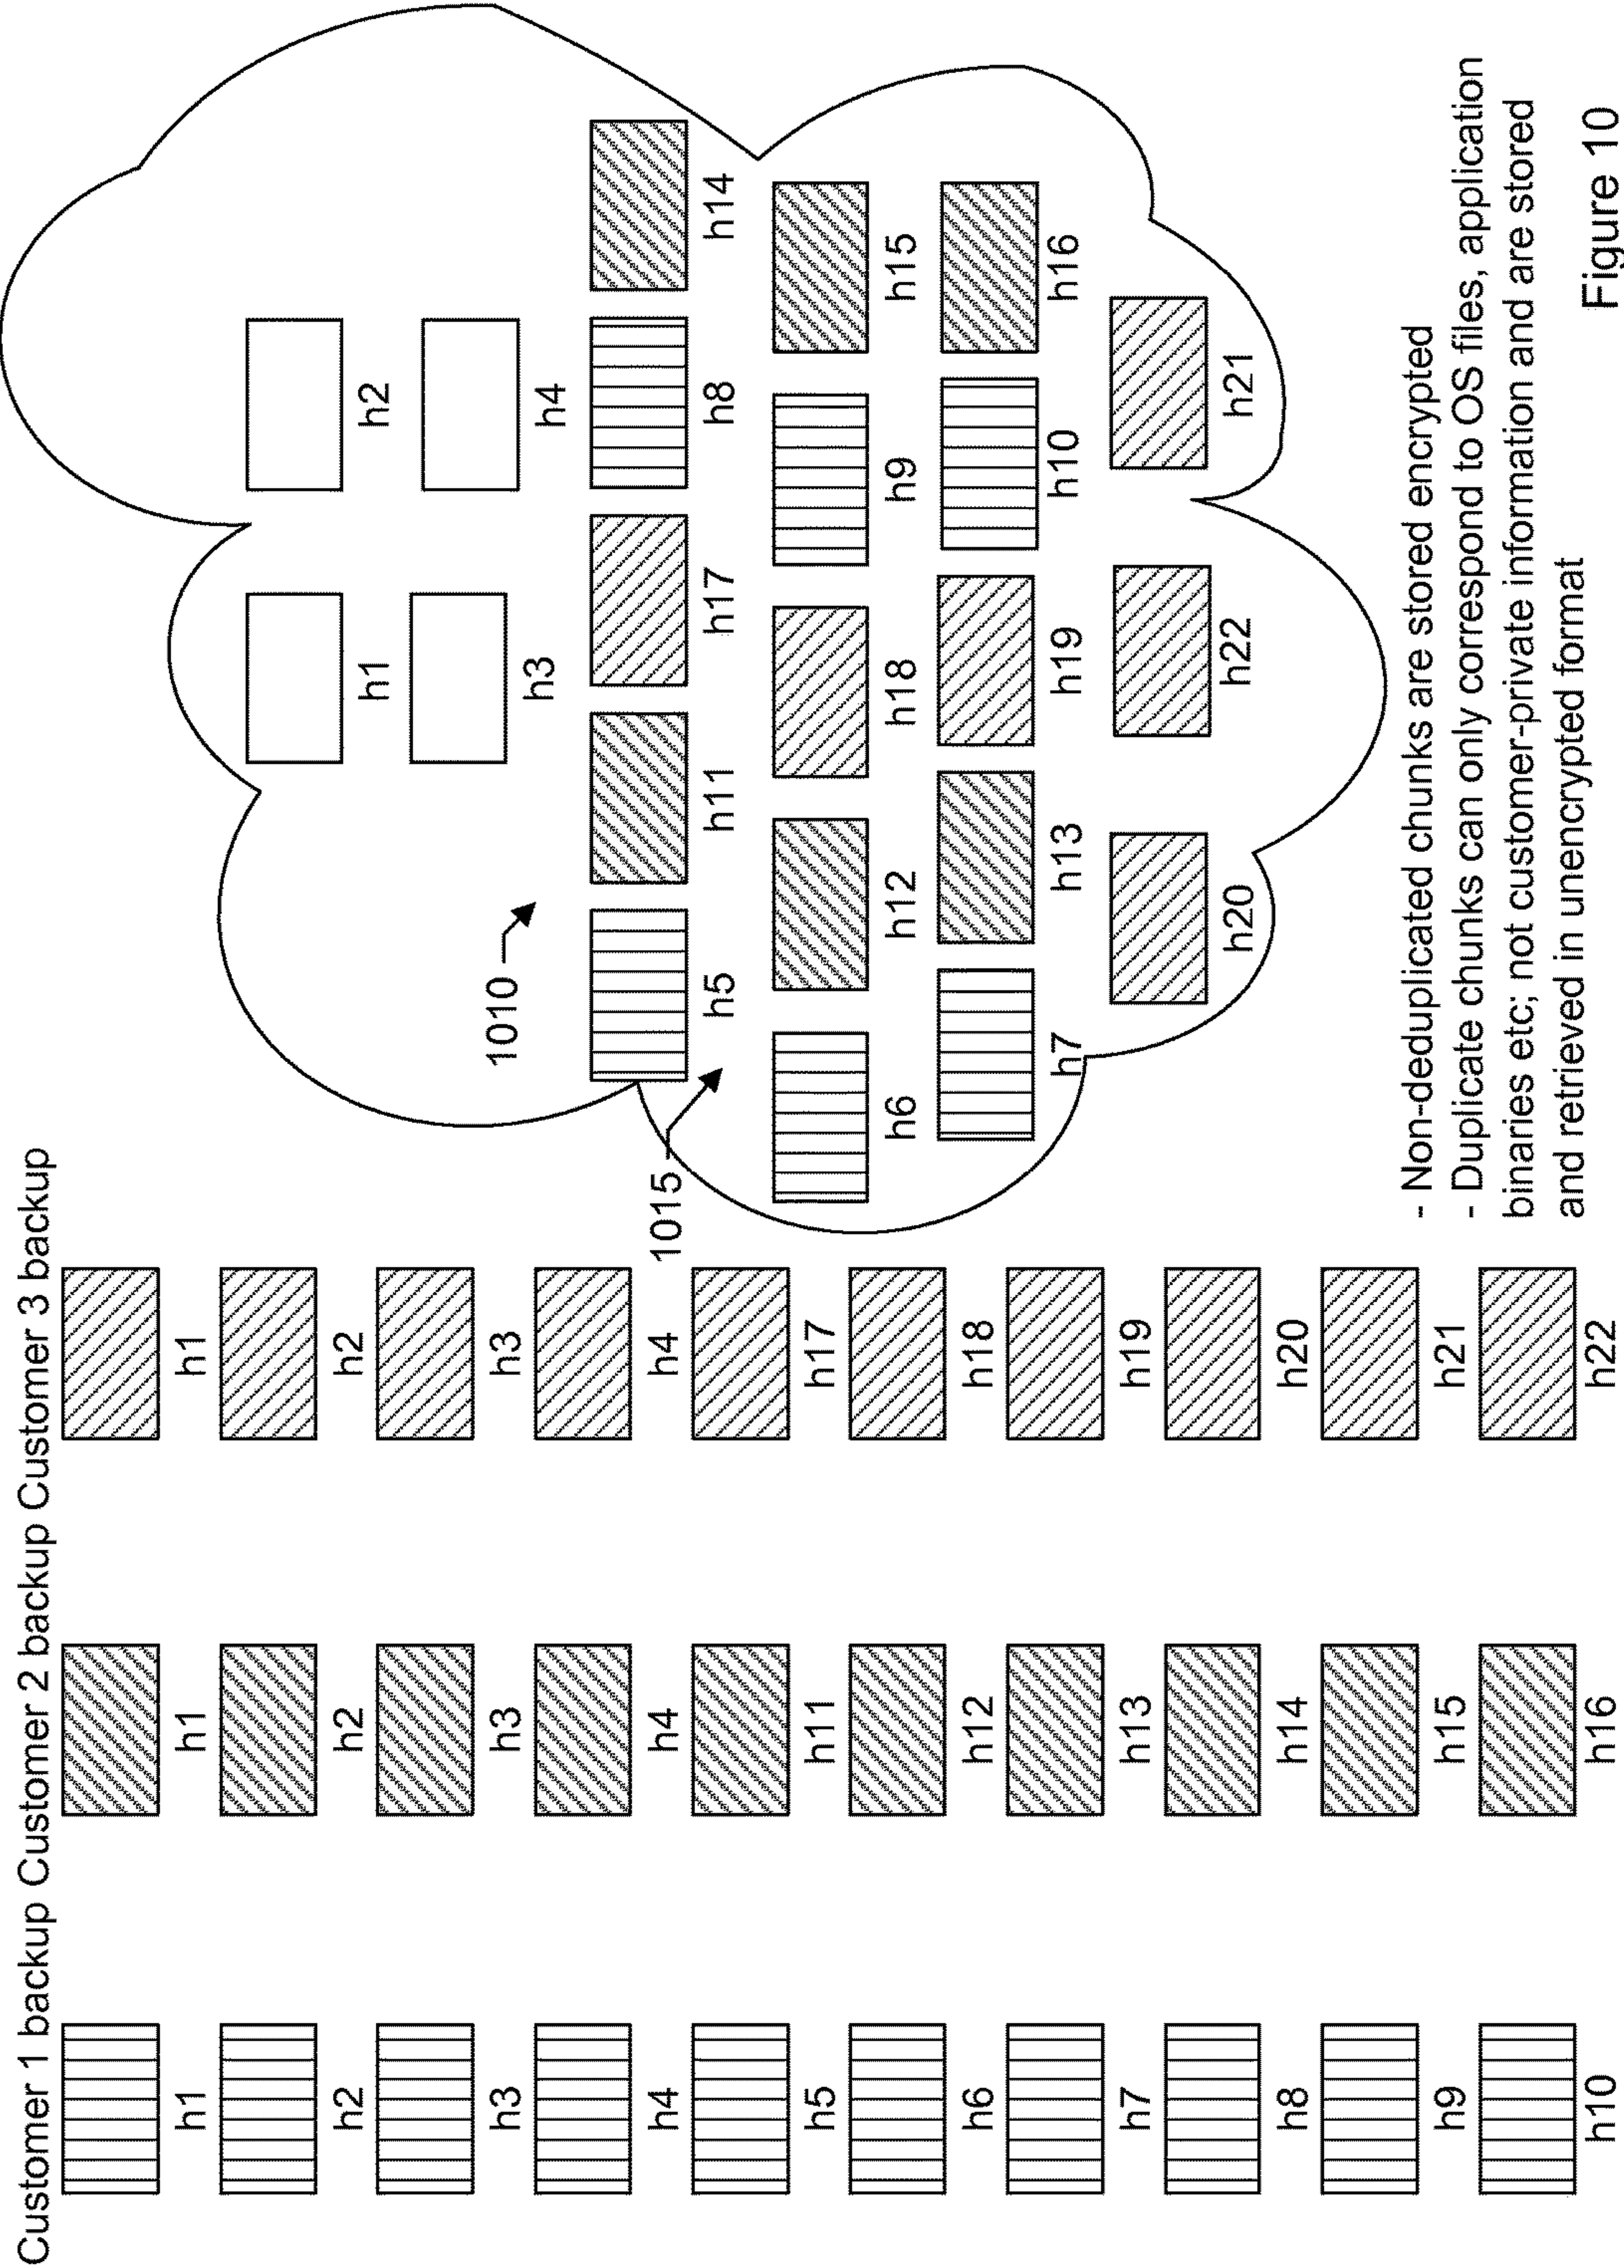 Customer 1 backup Customer 2 backup Customer 3 backup
h1 h1 h1
h2 h2 h2
h3 h3 h3
h4 h4 h4
h5 h11 h17
h6 h12 h18
h7 h13 h19
h8 h14 h20
h9 h15 h21
h10 h16 h22
h1 h2
1010
h3 h4
1015
h5 h11 h17 h8 h14
h6 h12 h18 h9 h15
h7 h13 h19 h10 h16
h20 h22 h21
- Non-deduplicated chunks are stored encrypted
- Duplicate chunks can only correspond to OS files, application
binaries etc; not customer-private information and are stored
and retrieved in unencrypted format
Figure 10